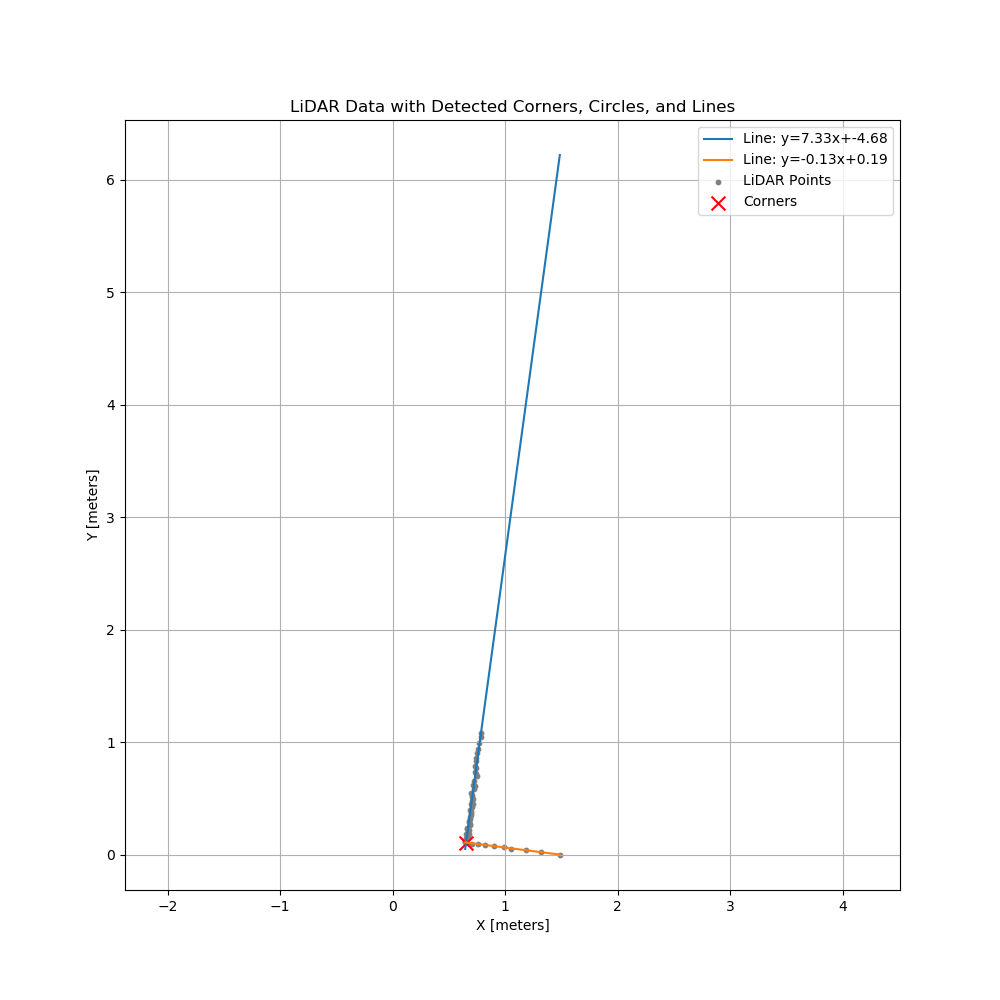 LiDAR Data with Detected Corners, Circles, and Lines
Line: y=7.33x+-4.68
Line: y=-0.13x+0.19
LiDAR Points
Corners
6
5
4
3
2
1
0
Y [meters]
−2
−1
0
1
2
3
4
X [meters]